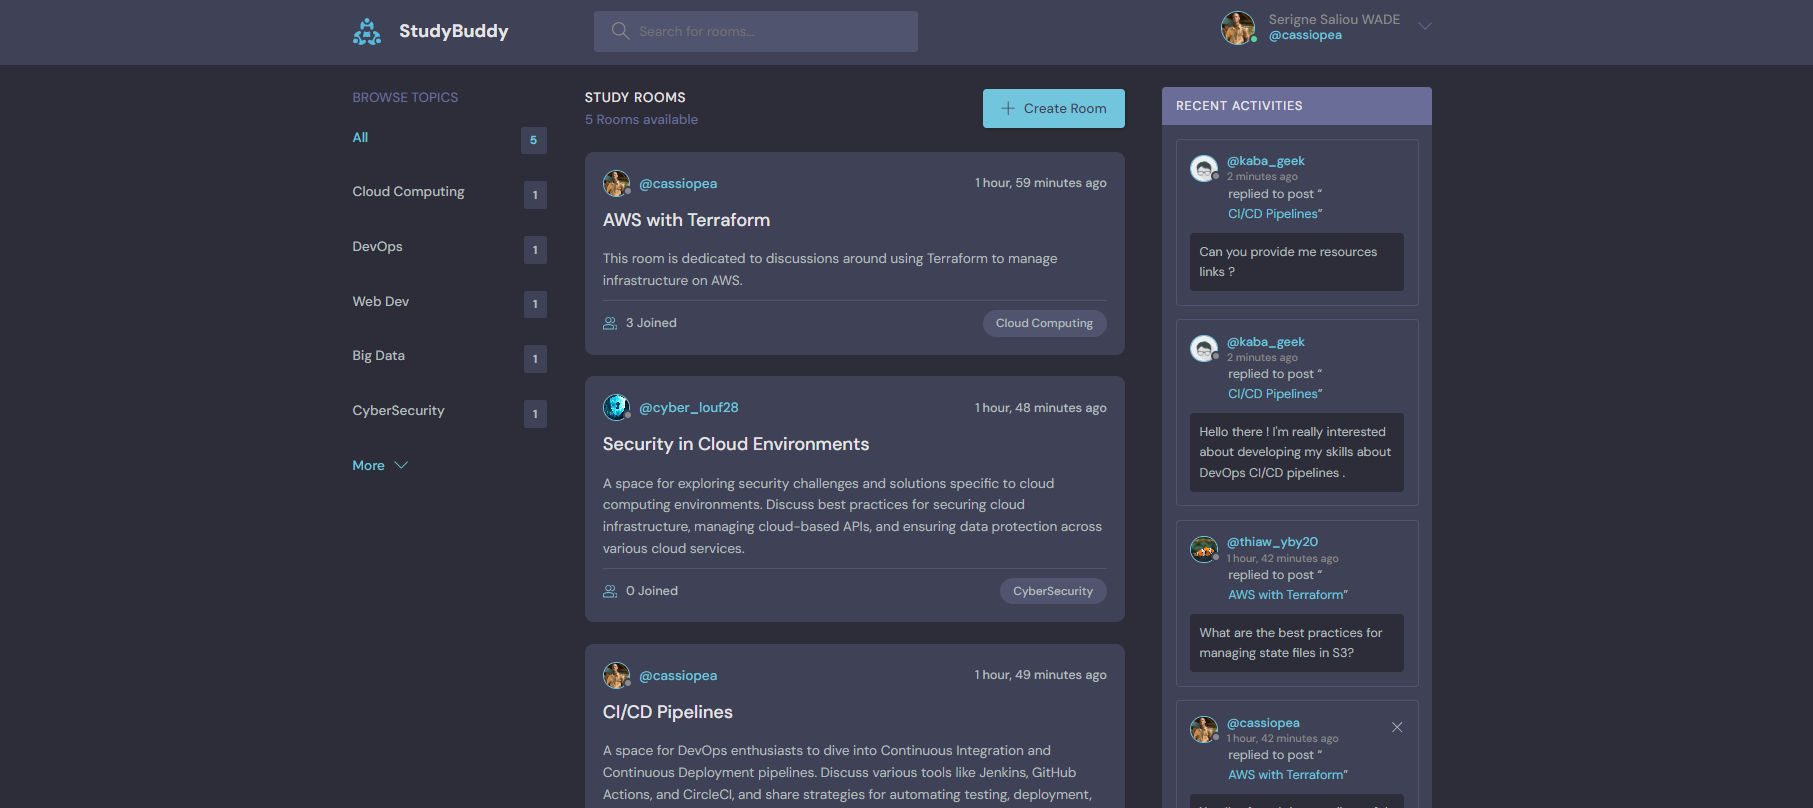 StudyBuddy
Search for rooms...
Serigne Saliou WADE
@cassiopea
BROWSE TOPICS
All
5
Cloud Computing
1
DevOps
1
Web Dev
1
Big Data
1
CyberSecurity
1
More
STUDY ROOMS
5 Rooms available
Create Room
@cassiopea
1 hour, 59 minutes ago
AWS with Terraform
This room is dedicated to discussions around using Terraform to manage
infrastructure on AWS.
3 Joined
Cloud Computing
@cyber_louf28
1 hour, 48 minutes ago
Security in Cloud Environments
A space for exploring security challenges and solutions specific to cloud
computing environments. Discuss best practices for securing cloud
infrastructure, managing cloud-based APIs, and ensuring data protection across
various cloud services.
0 Joined
CyberSecurity
@cassiopea
1 hour, 49 minutes ago
CI/CD Pipelines
A space for DevOps enthusiasts to dive into Continuous Integration and
Continuous Deployment pipelines. Discuss various tools like Jenkins, GitHub
Actions, and CircleCI, and share strategies for automating testing, deployment,
RECENT ACTIVITIES
@kaba_geek
2 minutes ago
replied to post “
CI/CD Pipelines”
Can you provide me resources
links ?
@kaba_geek
2 minutes ago
replied to post “
CI/CD Pipelines”
Hello there ! I'm really interested
about developing my skills about
DevOps CI/CD pipelines .
@thiaw_yby20
1 hour, 42 minutes ago
replied to post “
AWS with Terraform”
What are the best practices for
managing state files in S3?
@cassiopea
1 hour, 42 minutes ago
replied to post “
AWS with Terraform”